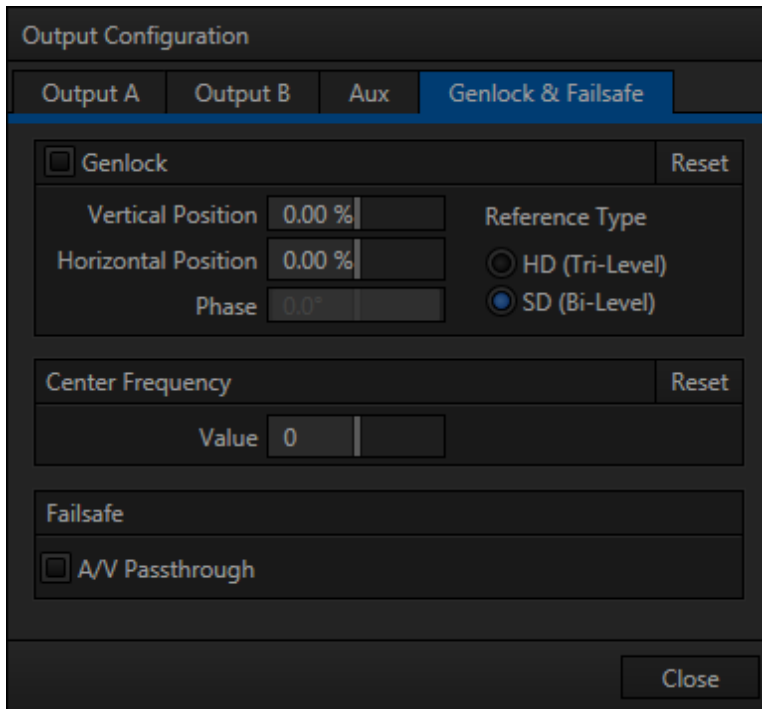 Output Configuration
Output A Output B Aux Genlock & Failsafe
Genlock Reset
Vertical Position 0.00 % Reference Type
Horizontal Position 0.00 % HD (Tri-Level)
Phase 0.0° SD (Bi-Level)
Center Frequency Reset
Value 0
Failsafe
A/V Passthrough
Close